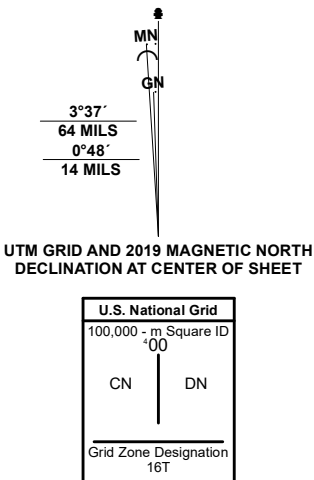 MN
GN
3°37´
64 MILS
0°48´
14 MILS
UTM GRID AND 2019 MAGNETIC NORTH
DECLINATION AT CENTER OF SHEET
U.S. National Grid
100,000 - m Square ID
⁴00
CN DN
Grid Zone Designation
16T